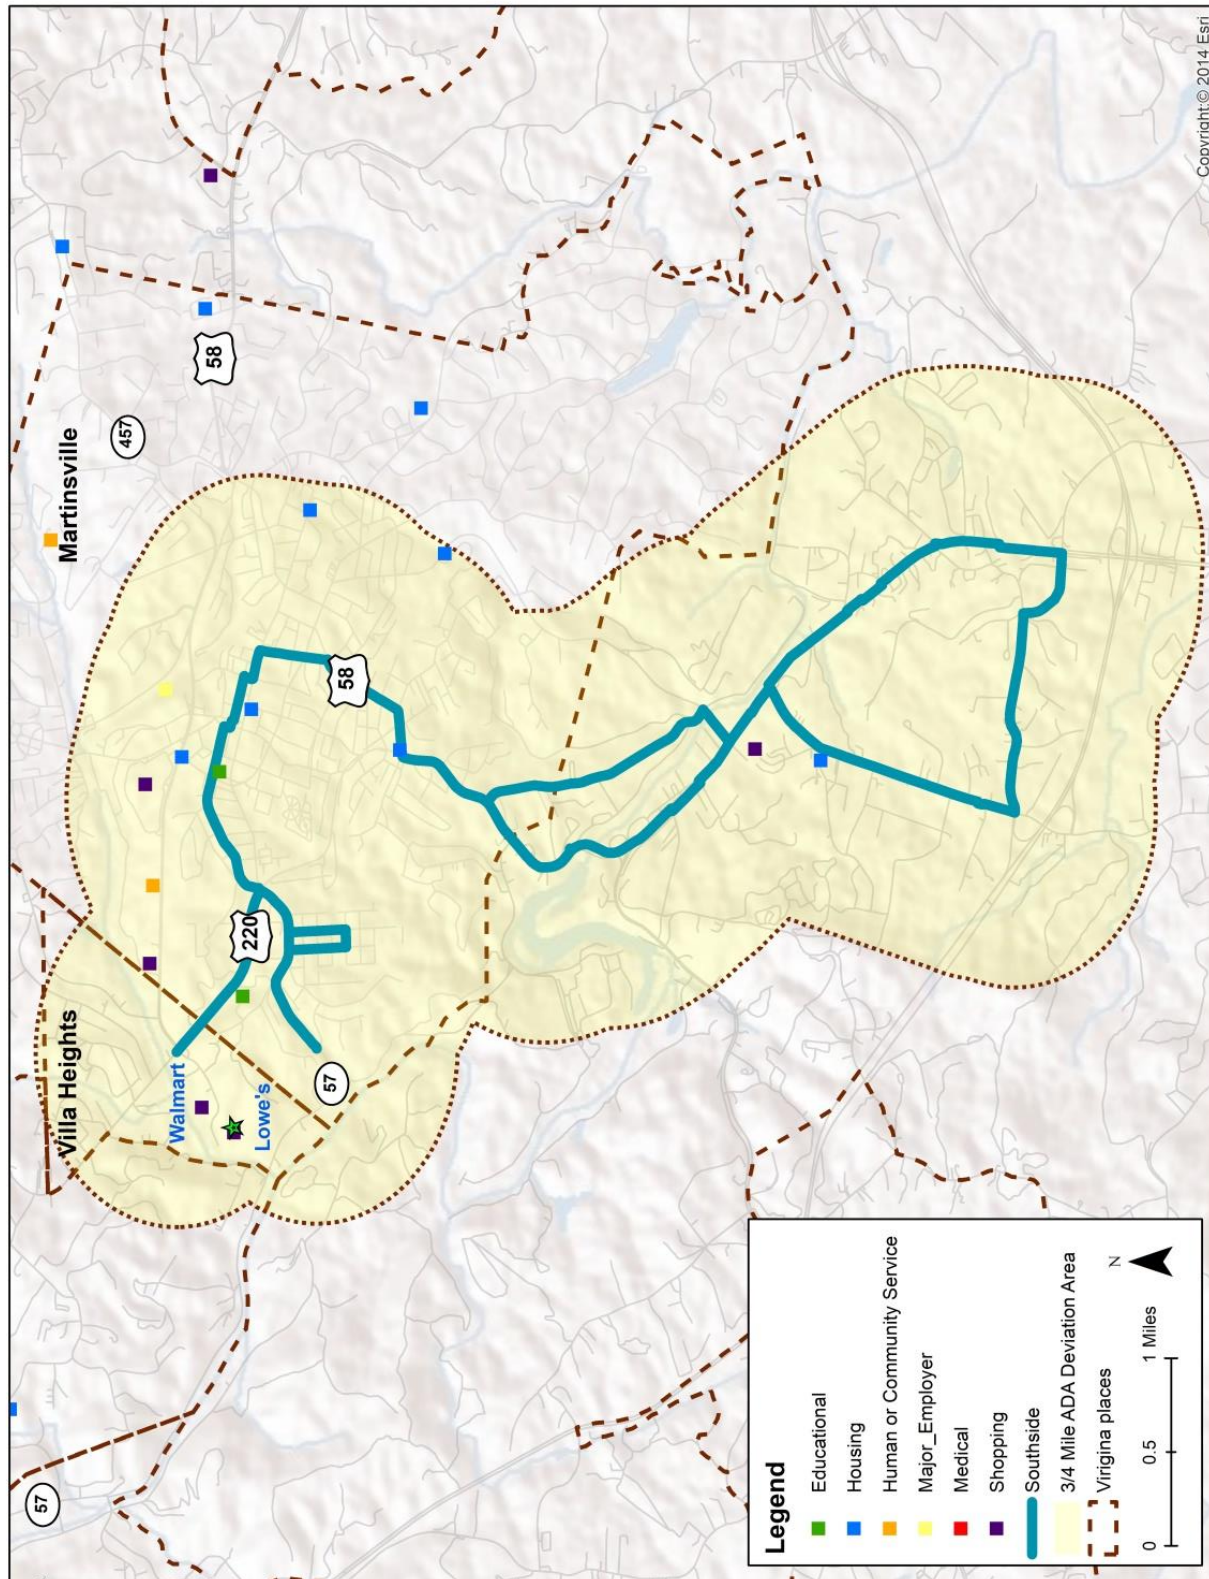 Villa Heights
Martinsville
57
Walmart
Lowe's
220
57
58
457
58
Legend
Educational
Housing
Human or Community Service
Major_Employer
Medical
Shopping
Southside
3/4 Mile ADA Deviation Area
Virigina places
N
0 0.5 1 Miles
Copyright:© 2014 Esri